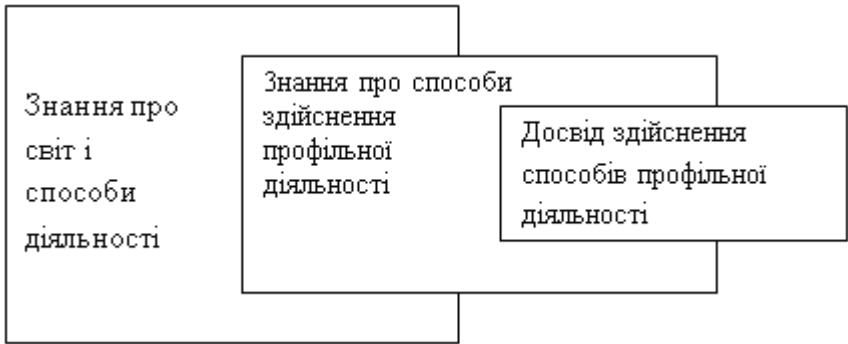 Знання про
світ і
способи
діяльності
Знання про способи
здійснення
профільної
діяльності
Досвід здійснення
способів профільної
діяльності